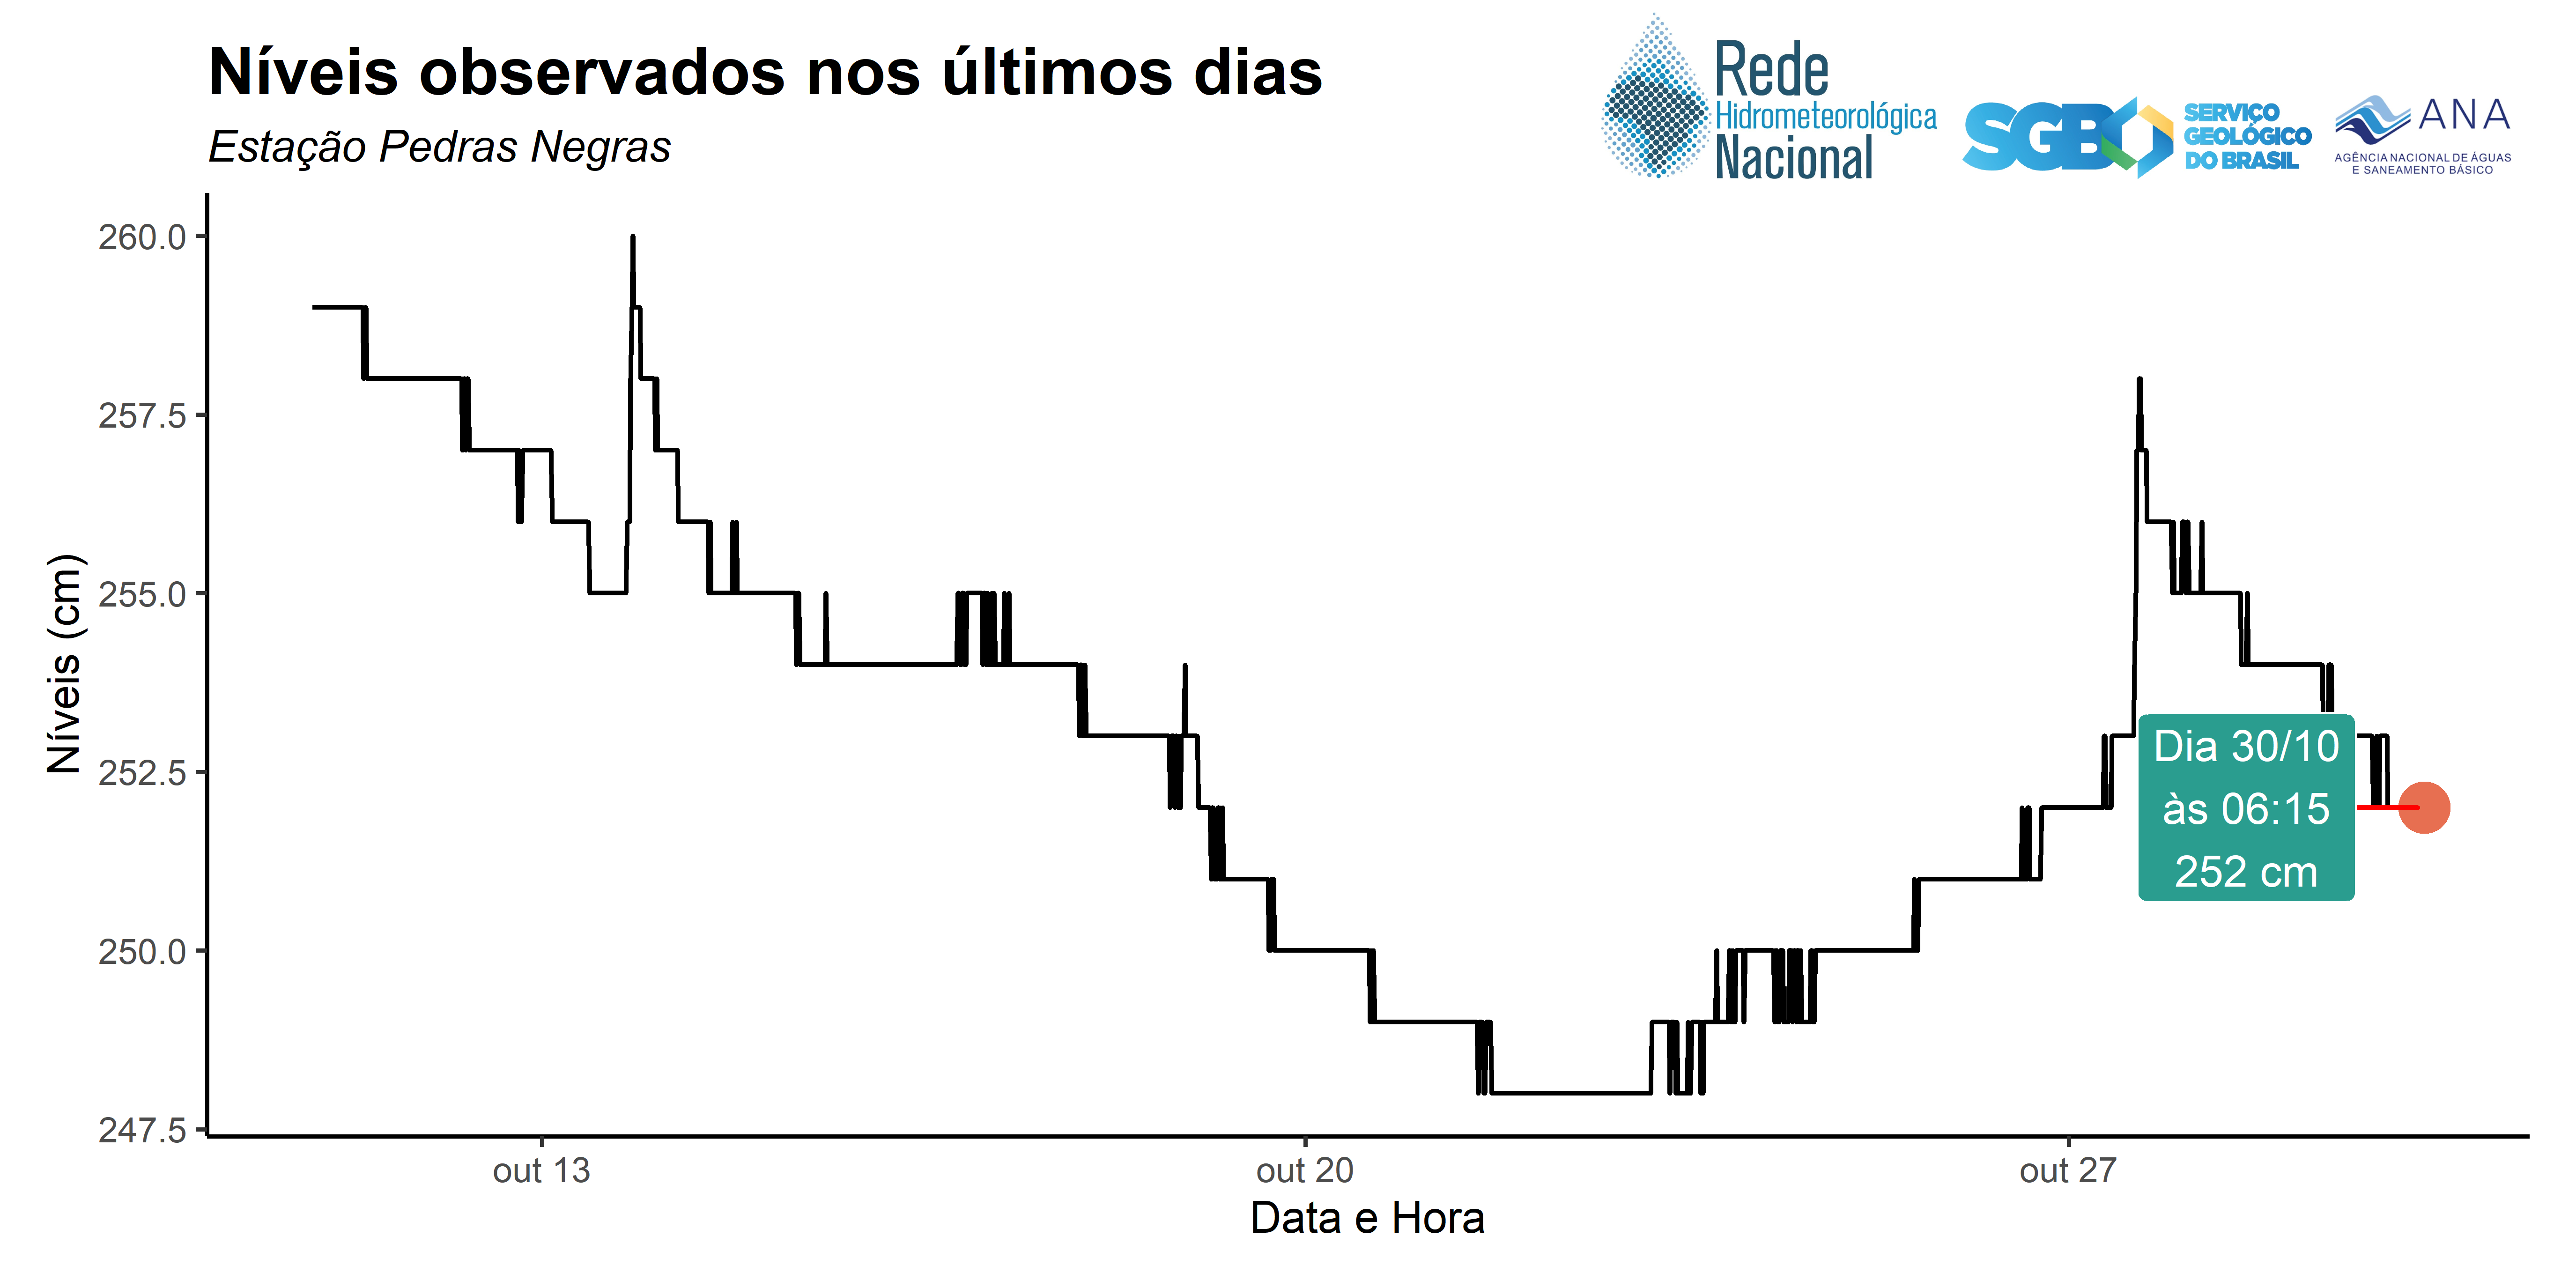 Níveis observados nos últimos dias
Estação Pedras Negras
Rede
Hidrometeorológica
Nacional
SGB
SERVIÇO
GEOLÓGICO
DO BRASIL
ANA
AGÊNCIA NACIONAL DE ÁGUAS
E SANEAMENTO BÁSICO
Níveis (cm)
260.0
257.5
255.0
252.5
250.0
247.5
Dia 30/10
às 06:15
252 cm
out 13
out 20
out 27
Data e Hora